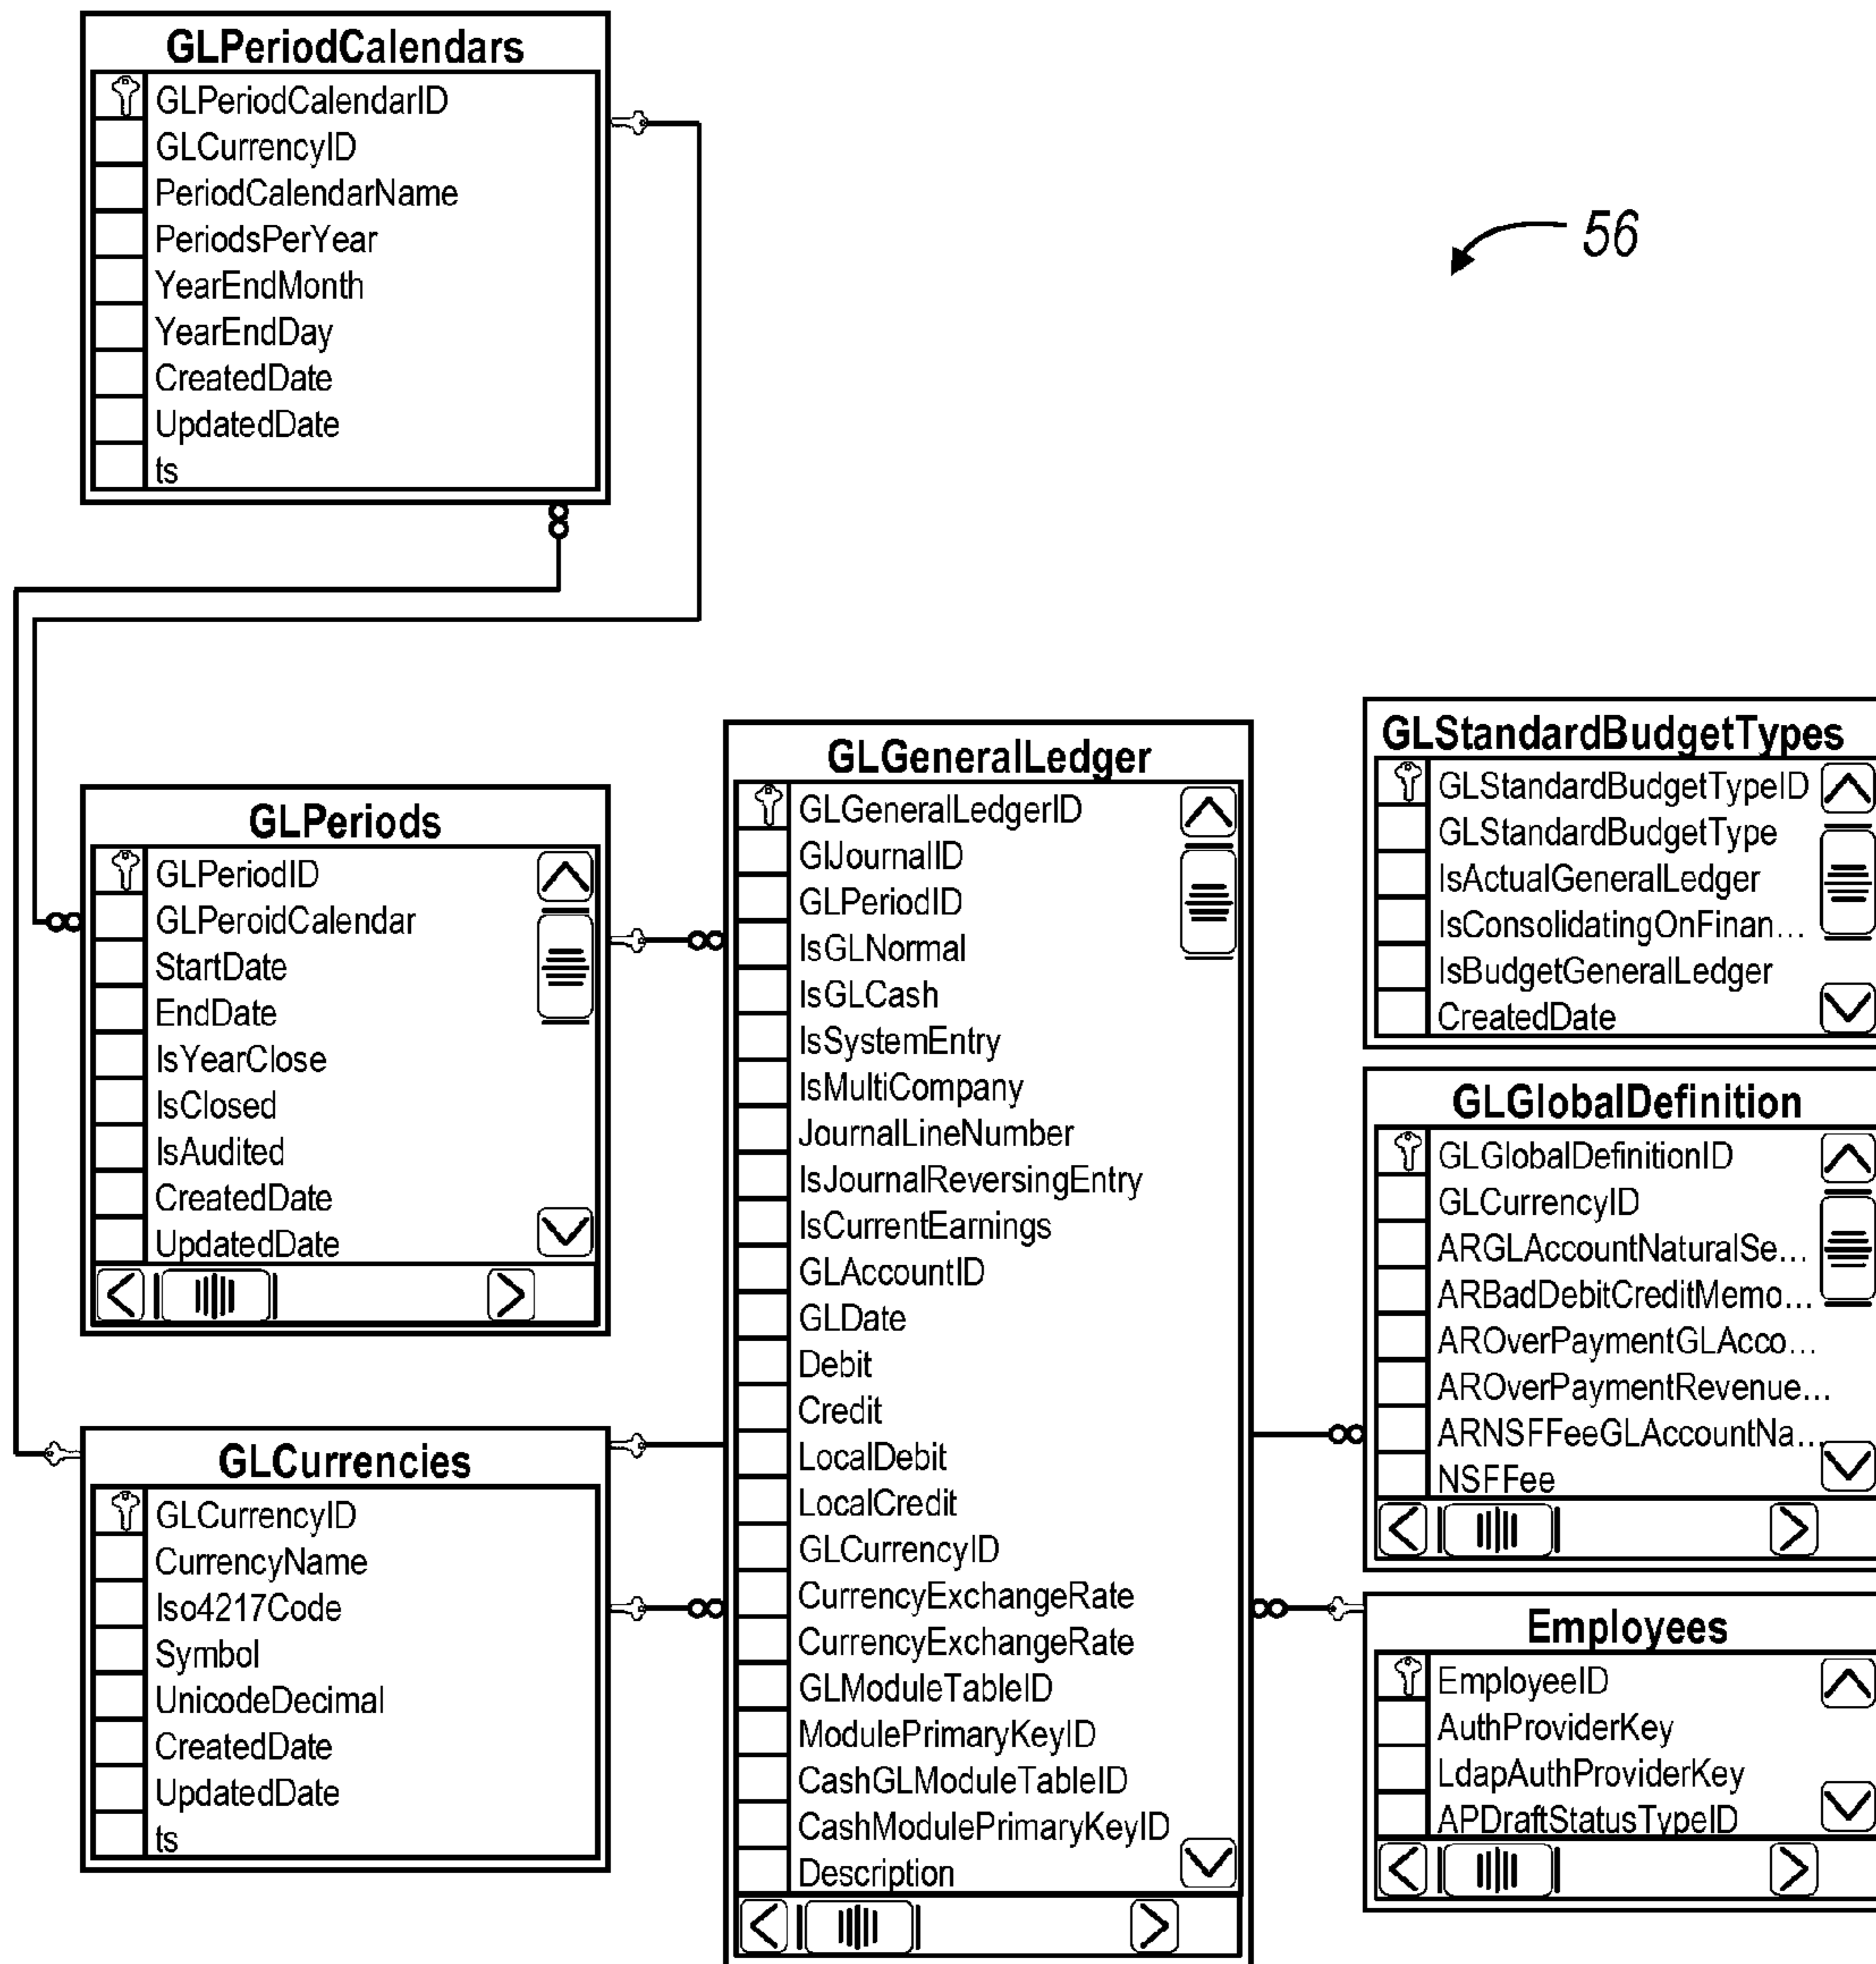 GLPeriodCalendars
GLPeriodCalendarID
GLCurrencyID
PeriodCalendarName
PeriodsPerYear
YearEndMonth
YearEndDay
CreatedDate
UpdatedDate
ts
56
GLPeriods
GLPeriodID
GLPeroidCalendar
StartDate
EndDate
IsYearClose
IsClosed
IsAudited
CreatedDate
UpdatedDate
GLCurrencies
GLCurrencyID
CurrencyName
Iso4217Code
Symbol
UnicodeDecimal
CreatedDate
UpdatedDate
ts
GLGeneralLedger
GLGeneralLedgerID
GlJournalID
GLPeriodID
IsGLNormal
IsGLCash
IsSystemEntry
IsMultiCompany
JournalLineNumber
IsJournalReversingEntry
IsCurrentEarnings
GLAccountID
GLDate
Debit
Credit
LocalDebit
LocalCredit
GLCurrencyID
CurrencyExchangeRate
CurrencyExchangeRate
GLModuleTableID
ModulePrimaryKeyID
CashGLModuleTableID
CashModulePrimaryKeyID
Description
GLStandardBudgetTypes
GLStandardBudgetTypeID
GLStandardBudgetType
IsActualGeneralLedger
IsConsolidatingOnFinan...
IsBudgetGeneralLedger
CreatedDate
GLGlobalDefinition
GLGlobalDefinitionID
GLCurrencyID
ARGLAccountNaturalSe...
ARBadDebitCreditMemo...
AROverPaymentGLAcco...
AROverPaymentRevenue...
ARNSFFeeGLAccountNa...
NSFFee
Employees
EmployeeID
AuthProviderKey
LdapAuthProviderKey
APDraftStatusTypeID